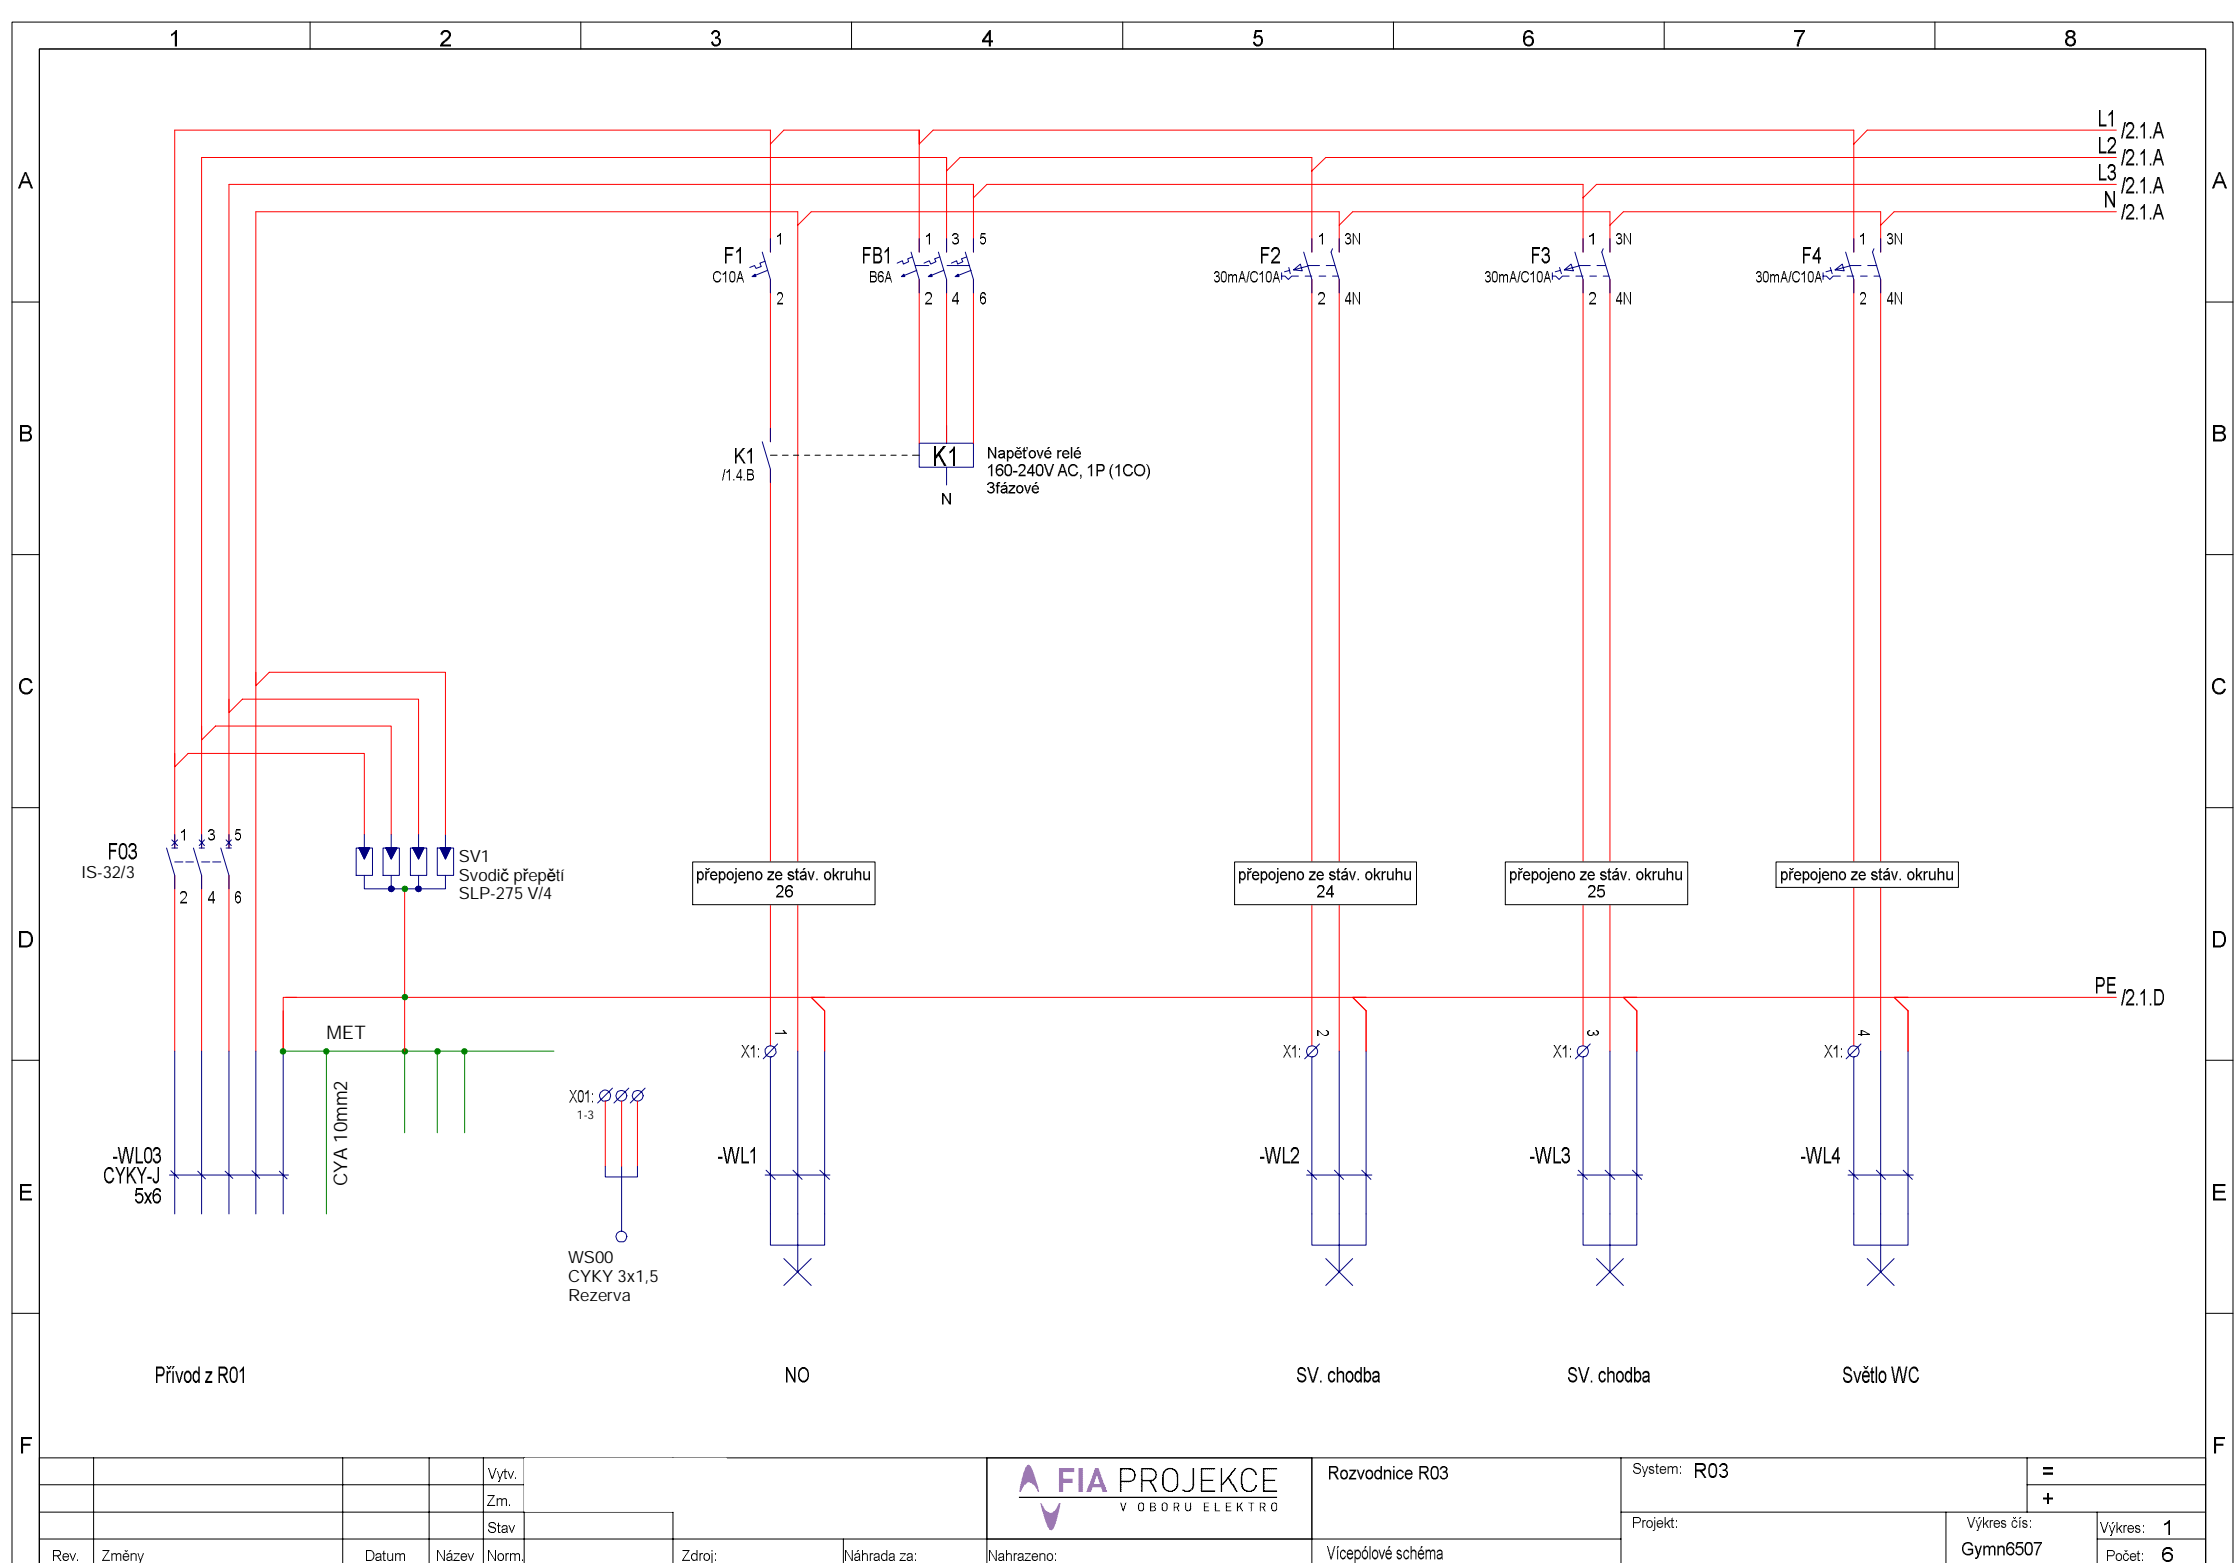 1 2 3 4 5 6 7 8
L1 /2.1.A
L2 /2.1.A
L3 /2.1.A
N /2.1.A
A A
1 1 3 5 1 3N 1 3N 1 3N
F1 FB1 F2 F3 F4
C10A B6A 30mA/C10A 30mA/C10A 30mA/C10A
2 2 4 6 2 4N 2 4N 2 4N
B B
K1
/1.4.B
K1
N
Napěťové relé
160-240V AC, 1P (1CO)
3fázové
C C
1 3 5
F03
IS-32/3
2 4 6
SV1
Svodič přepětí
SLP-275 V/4
přepojeno ze stáv. okruhu
26
přepojeno ze stáv. okruhu
24
přepojeno ze stáv. okruhu
25
přepojeno ze stáv. okruhu
D D
PE /2.1.D
MET
1 2 3 4
X1: X1: X1: X1:
CYA 10mm2
X01:
1-3
-WL03
CYKY-J
5x6
-WL1 -WL2 -WL3 -WL4
E E
WS00
CYKY 3x1,5
Rezerva
Přívod z R01 NO SV. chodba SV. chodba Světlo WC
F F
Vytv.
Zm.
Stav
Rev. Změny Datum Název Norm.
Zdroj: Náhrada za: Nahrazeno:
FIA PROJEKCE
V OBORU ELEKTRO
Rozvodnice R03
Vícepólové schéma
System: R03
=
+
Projekt:
Výkres čís:
Gymn6507
Výkres: 1
Počet: 6